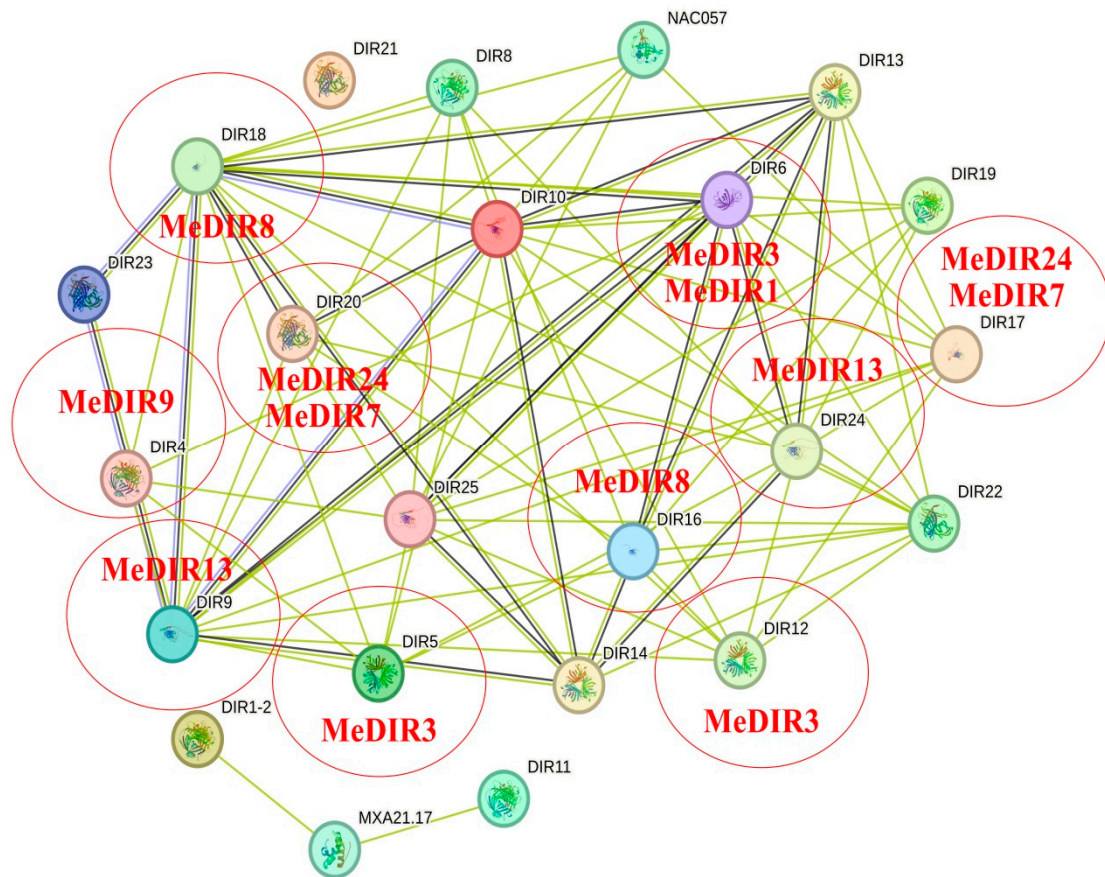 NAC057
DIR21
DIR8
DIR13
DIR18
DIR6
DIR19
DIR10
MeDIR8
MeDIR3
MeDIR1
MeDIR24
MeDIR7
DIR23
DIR20
DIR17
MeDIR24
MeDIR7
MeDIR13
MeDIR9
DIR4
DIR24
DIR25
MeDIR8
DIR16
DIR22
MeDIR13
DIR9
DIR5
DIR14
DIR12
MeDIR3
MeDIR3
DIR1-2
DIR11
MXA21.17